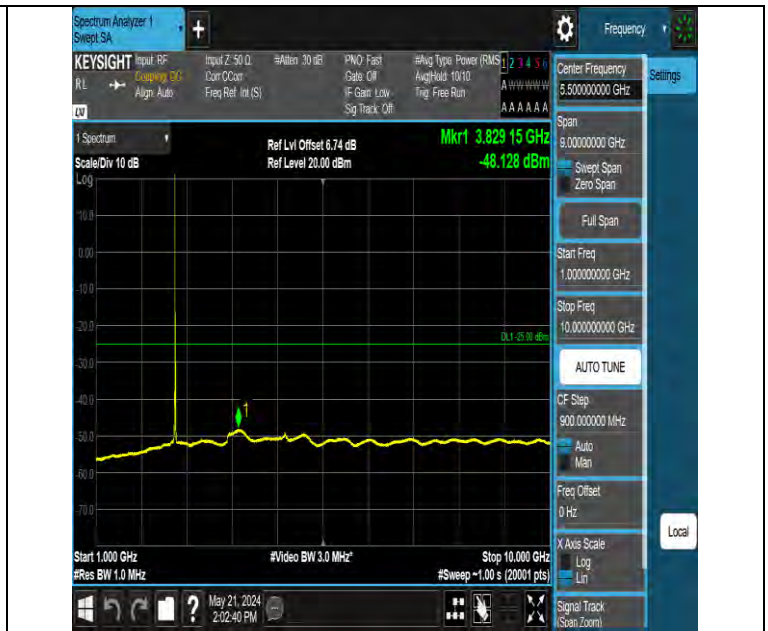 Spectrum Analyzer 1
Swept SA
+
Frequency
KEYSIGHT
RL
LXI
Input: RF
Coupling: DC
Align: Auto
Input Z: 50 Ω
Corr CCorr
Freq Ref: Int (S)
#Atten: 30 dB
PNO: Fast
Gate: Off
IF Gain: Low
Sig Track: Off
#Avg Type: Power (RMS
Avg|Hold: 10/10
Trig: Free Run
1 2 3 4 5 6
A W W W W W
A A A A A A
Settings
Center Frequency
5.500000000 GHz
Span
9.00000000 GHz
Swept Span
Zero Span
Full Span
Start Freq
1.000000000 GHz
Stop Freq
10.000000000 GHz
AUTO TUNE
CF Step
900.000000 MHz
Auto
Man
Freq Offset
0 Hz
X Axis Scale
Log
Lin
Signal Track
(Span Zoom)
Local
1 Spectrum
Scale/Div 10 dB
Log
Ref Lvl Offset 6.74 dB
Ref Level 20.00 dBm
Mkr1 3.829 15 GHz
-48.128 dBm
10.0
0.00
-10.0
-20.0
-30.0
-40.0
-50.0
-60.0
-70.0
DL1 -25.00 dBm
1
Start 1.000 GHz
#Res BW 1.0 MHz
#Video BW 3.0 MHz*
Stop 10.000 GHz
#Sweep ~1.00 s (20001 pts)
?
May 21, 2024
2:02:40 PM